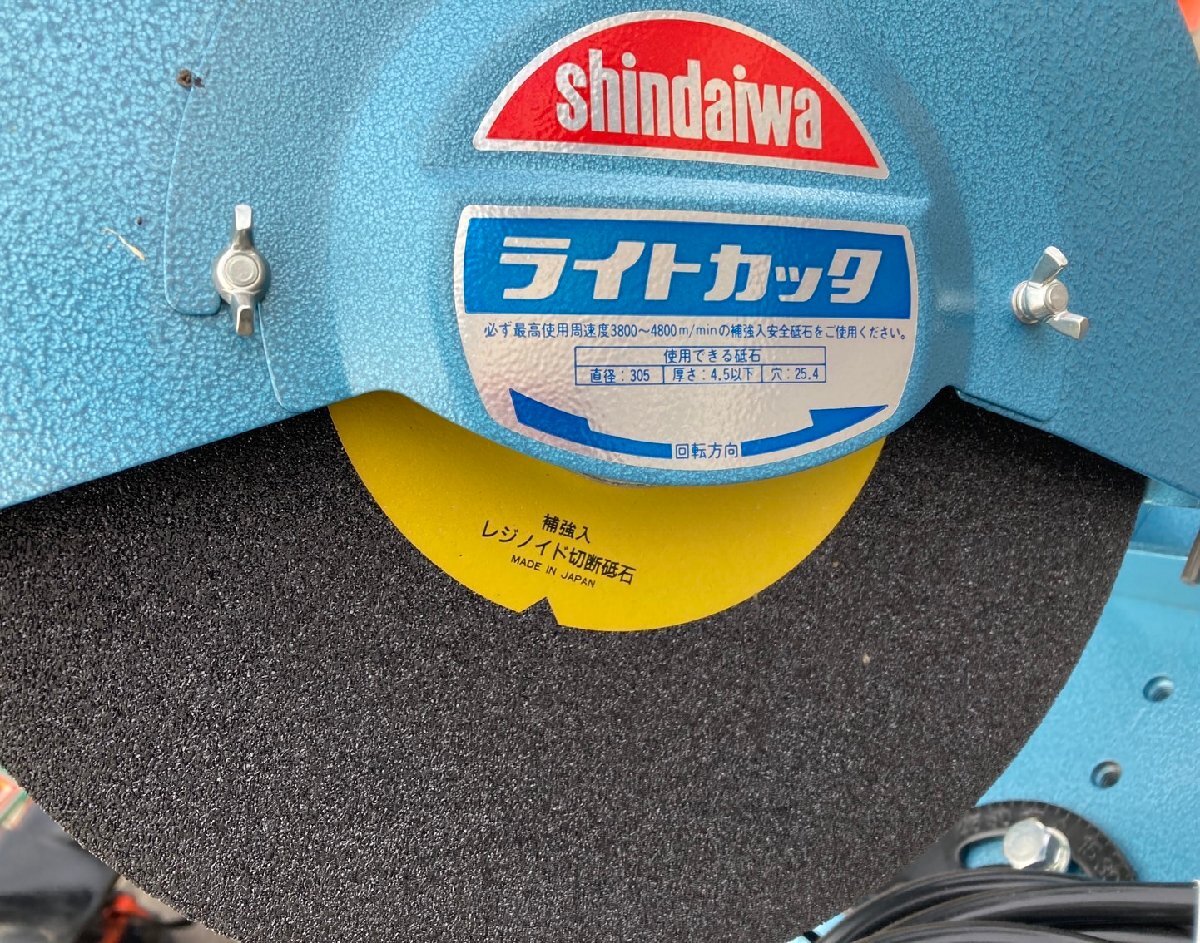 shindaiwa
ライトカッタ
必ず最高使用周速度3800～4800m/minの補強入安全砥石をご使用ください。
使用できる砥石
直径：305 厚さ：4.5以下 穴：25.4
回転方向
補強入
レジノイド切断砥石
MADE IN JAPAN